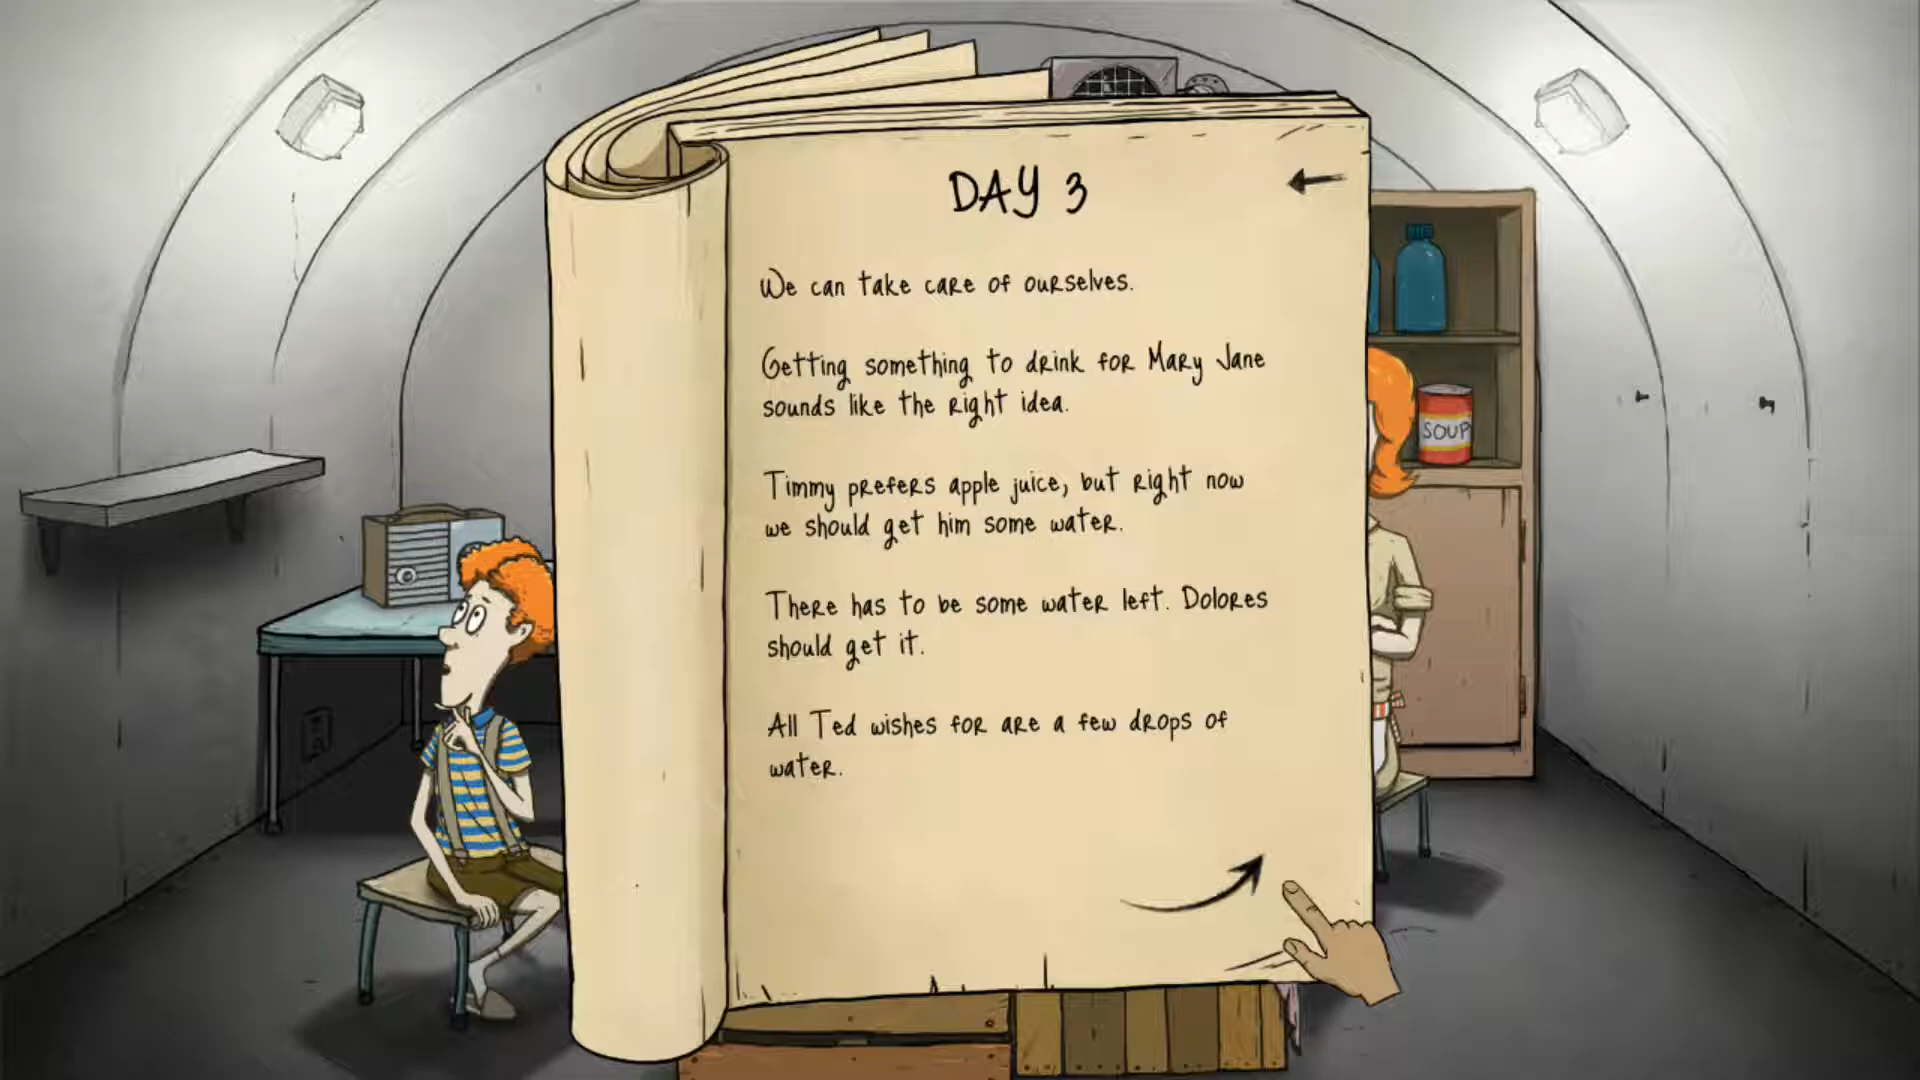 DAY 3
We can take care of ourselves.
Getting something to drink for Mary Jane
sounds like the right idea.
Timmy prefers apple juice, but right now
we should get him some water.
There has to be some water left. Dolores
should get it.
All Ted wishes for are a few drops of
water.
SOUP